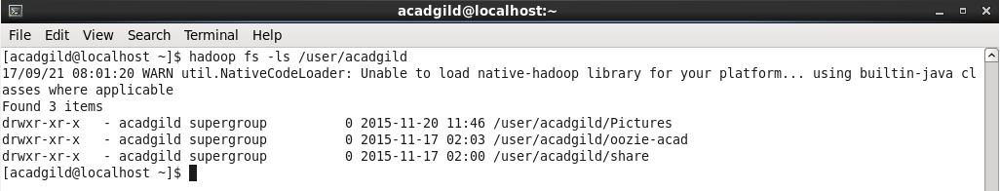 acadgild@localhost:~
File Edit View Search Terminal Help
[acadgild@localhost ~]$ hadoop fs -ls /user/acadgild
17/09/21 08:01:20 WARN util.NativeCodeLoader: Unable to load native-hadoop library for your platform... using builtin-java cl
asses where applicable
Found 3 items
drwxr-xr-x   - acadgild supergroup          0 2015-11-20 11:46 /user/acadgild/Pictures
drwxr-xr-x   - acadgild supergroup          0 2015-11-17 02:03 /user/acadgild/oozie-acad
drwxr-xr-x   - acadgild supergroup          0 2015-11-17 02:00 /user/acadgild/share
[acadgild@localhost ~]$